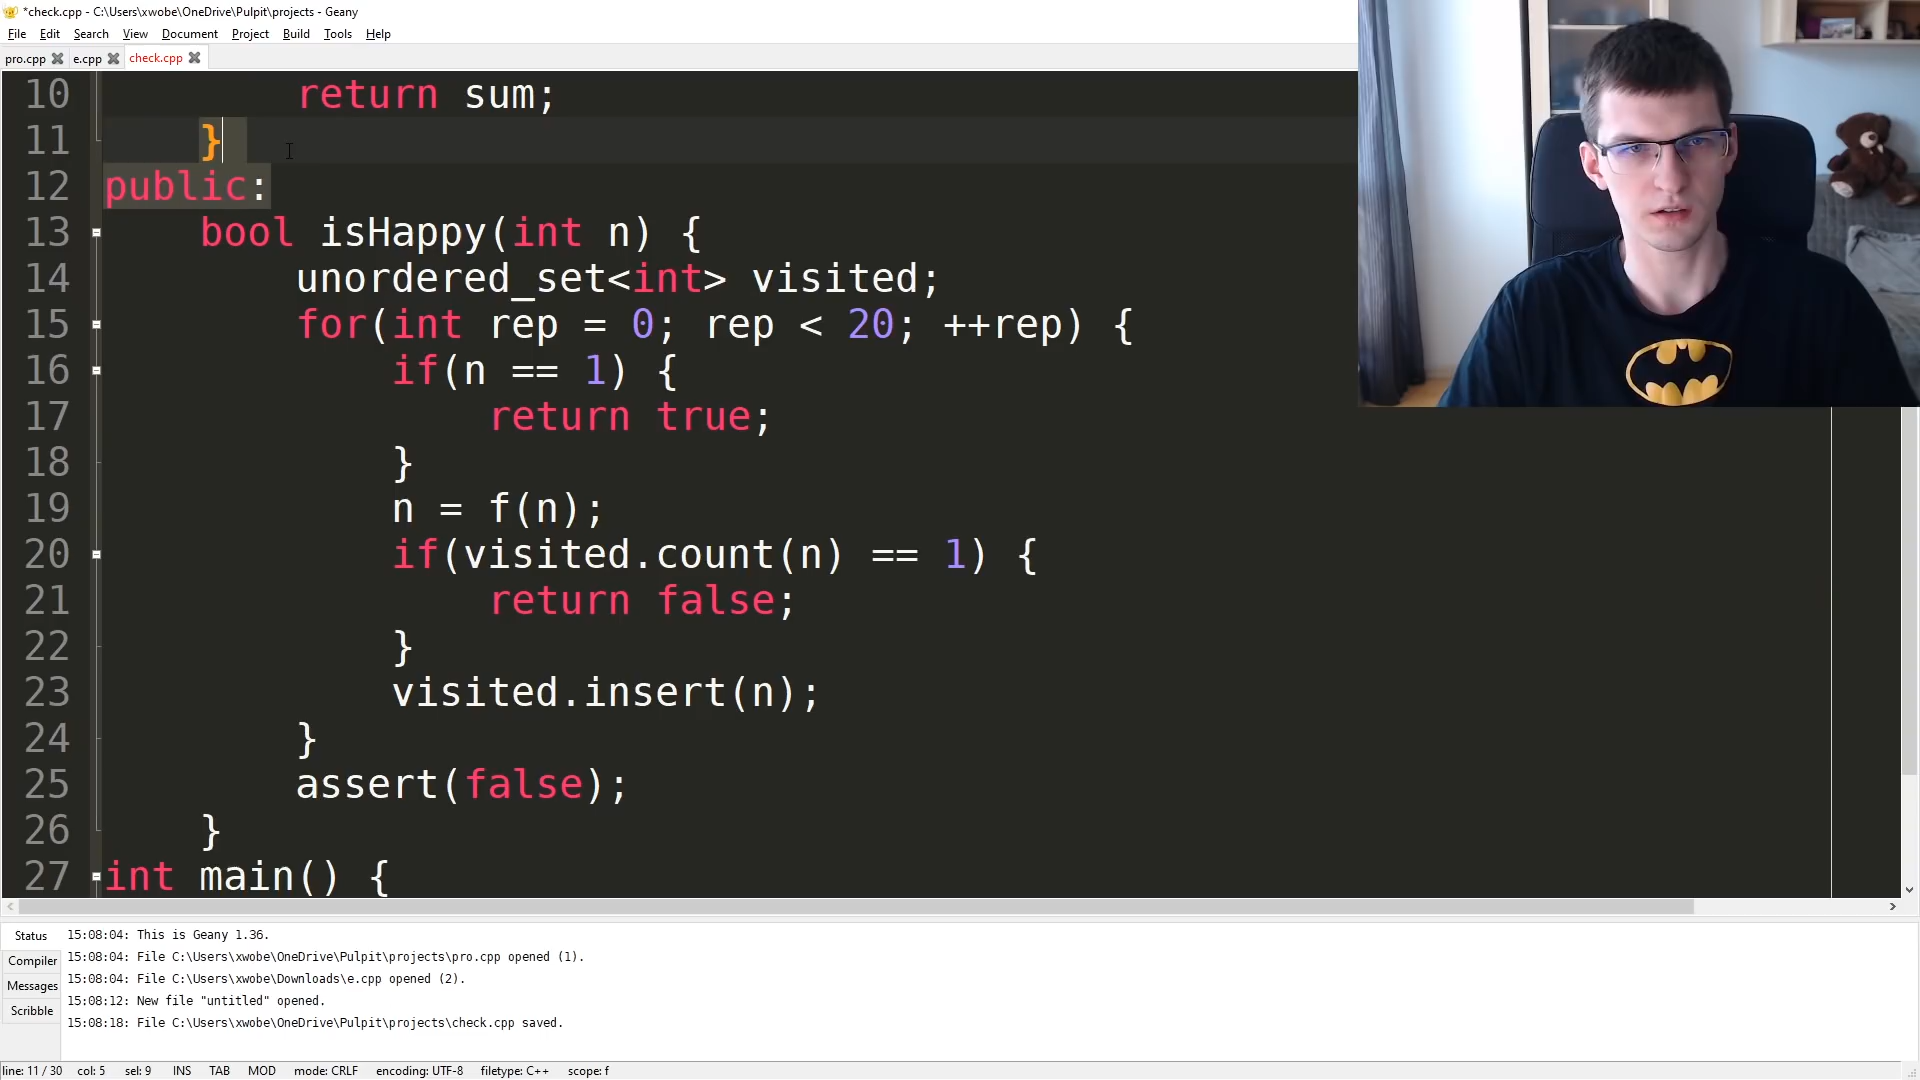 *check.cpp - C:\Users\xwobe\OneDrive\Pulpit\projects - Geany
File Edit Search View Document Project Build Tools Help
pro.cpp e.cpp check.cpp
10 return sum;
11 }
12 public:
13 bool isHappy(int n) {
14 unordered_set<int> visited;
15 for(int rep = 0; rep < 20; ++rep) {
16 if(n == 1) {
17 return true;
18 }
19 n = f(n);
20 if(visited.count(n) == 1) {
21 return false;
22 }
23 visited.insert(n);
24 }
25 assert(false);
26 }
27 int main() {
Status
Compiler
Messages
Scribble
15:08:04: This is Geany 1.36.
15:08:04: File C:\Users\xwobe\OneDrive\Pulpit\projects\pro.cpp opened (1).
15:08:04: File C:\Users\xwobe\Downloads\e.cpp opened (2).
15:08:12: New file "untitled" opened.
15:08:18: File C:\Users\xwobe\OneDrive\Pulpit\projects\check.cpp saved.
line: 11 / 30 col: 5 sel: 9 INS TAB MOD mode: CRLF encoding: UTF-8 filetype: C++ scope: f